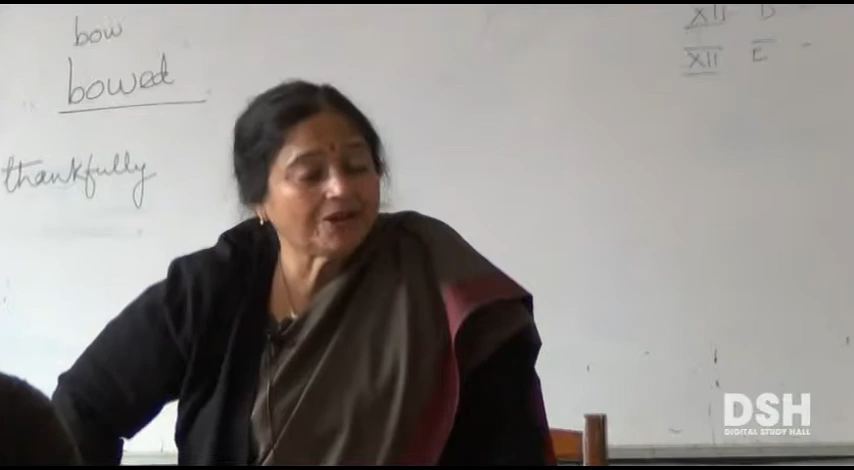 bow
bowed
thankfully
XII B -
XII E -
DSH
DIGITAL STUDY HALL